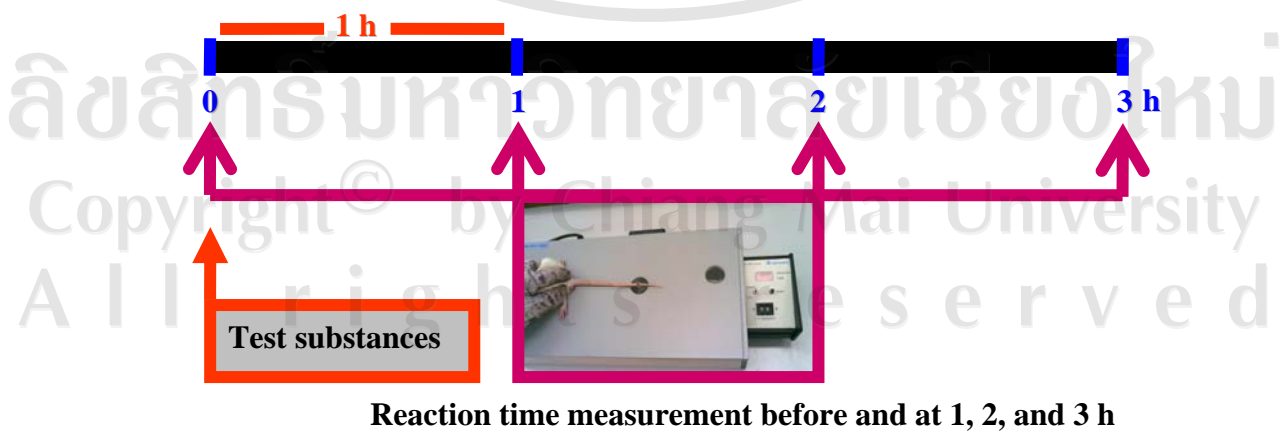 1 h
0 1 2 3 h
ลิขสิทธิ์มหาวิทยาลัยเชียงใหม่
Copyright© by Chiang Mai University
All rights reserved
Test substances
Reaction time measurement before and at 1, 2, and 3 h